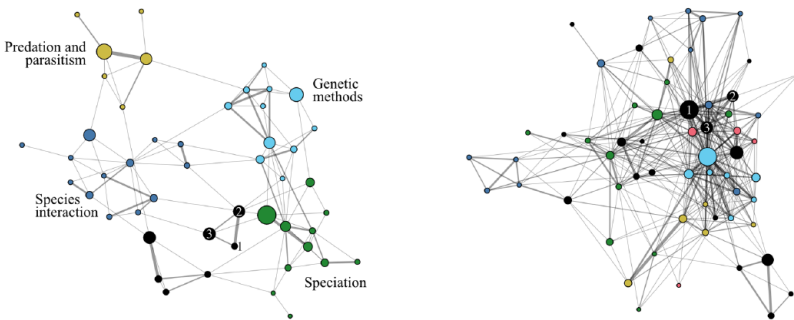 Predation and
parasitism
Genetic
methods
Species
interaction
2
3
1
Speciation
1
2
3